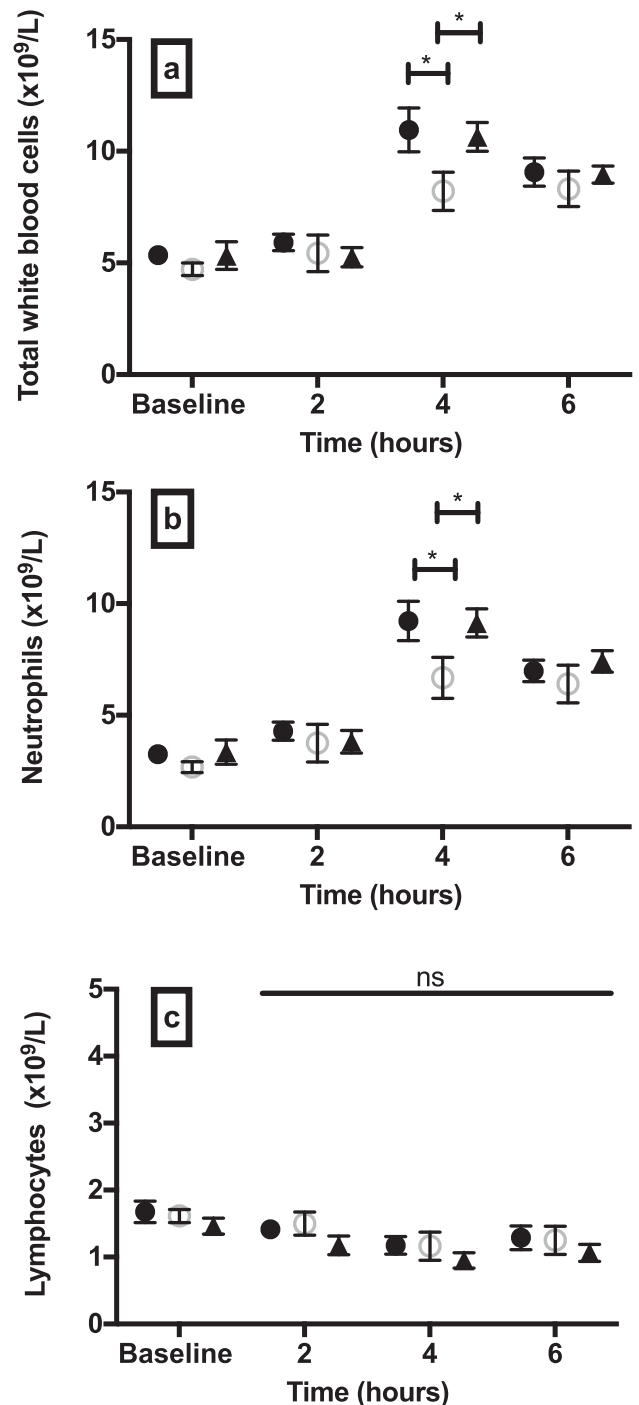 Total white blood cells (x10⁹/L)
a
15
10
5
0
*
*
Baseline 2 4 6
Time (hours)
Neutrophils (x10⁹/L)
b
15
10
5
0
*
*
Baseline 2 4 6
Time (hours)
Lymphocytes (x10⁹/L)
c
ns
5
4
3
2
1
0
Baseline 2 4 6
Time (hours)